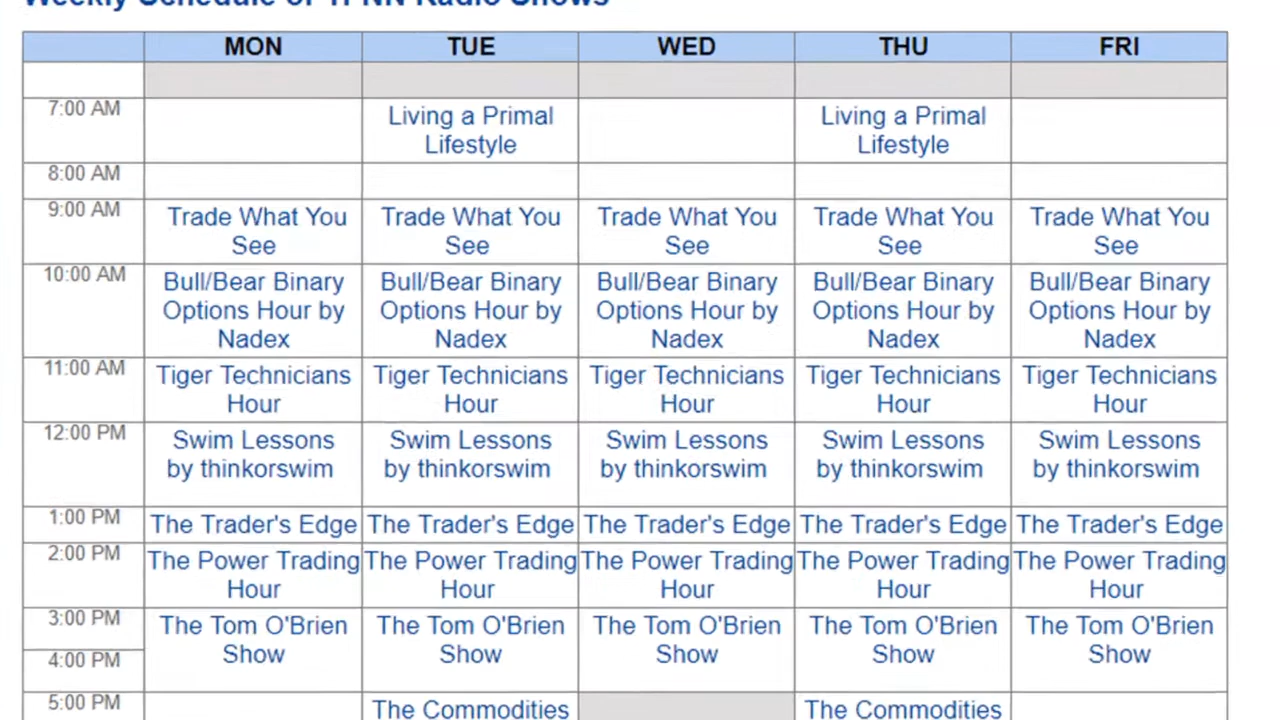 Weekly Schedule of TFNN Radio Shows
MON TUE WED THU FRI
7:00 AM
Living a Primal Living a Primal
Lifestyle Lifestyle
8:00 AM
9:00 AM
Trade What You Trade What You Trade What You Trade What You Trade What You
See See See See See
10:00 AM
Bull/Bear Binary Bull/Bear Binary Bull/Bear Binary Bull/Bear Binary Bull/Bear Binary
Options Hour by Options Hour by Options Hour by Options Hour by Options Hour by
Nadex Nadex Nadex Nadex Nadex
11:00 AM
Tiger Technicians Tiger Technicians Tiger Technicians Tiger Technicians Tiger Technicians
Hour Hour Hour Hour Hour
12:00 PM
Swim Lessons Swim Lessons Swim Lessons Swim Lessons Swim Lessons
by thinkorswim by thinkorswim by thinkorswim by thinkorswim by thinkorswim
1:00 PM The Trader's Edge The Trader's Edge The Trader's Edge The Trader's Edge The Trader's Edge
2:00 PM The Power Trading The Power Trading The Power Trading The Power Trading The Power Trading
Hour Hour Hour Hour Hour
3:00 PM The Tom O'Brien The Tom O'Brien The Tom O'Brien The Tom O'Brien The Tom O'Brien
4:00 PM Show Show Show Show Show
5:00 PM The Commodities The Commodities